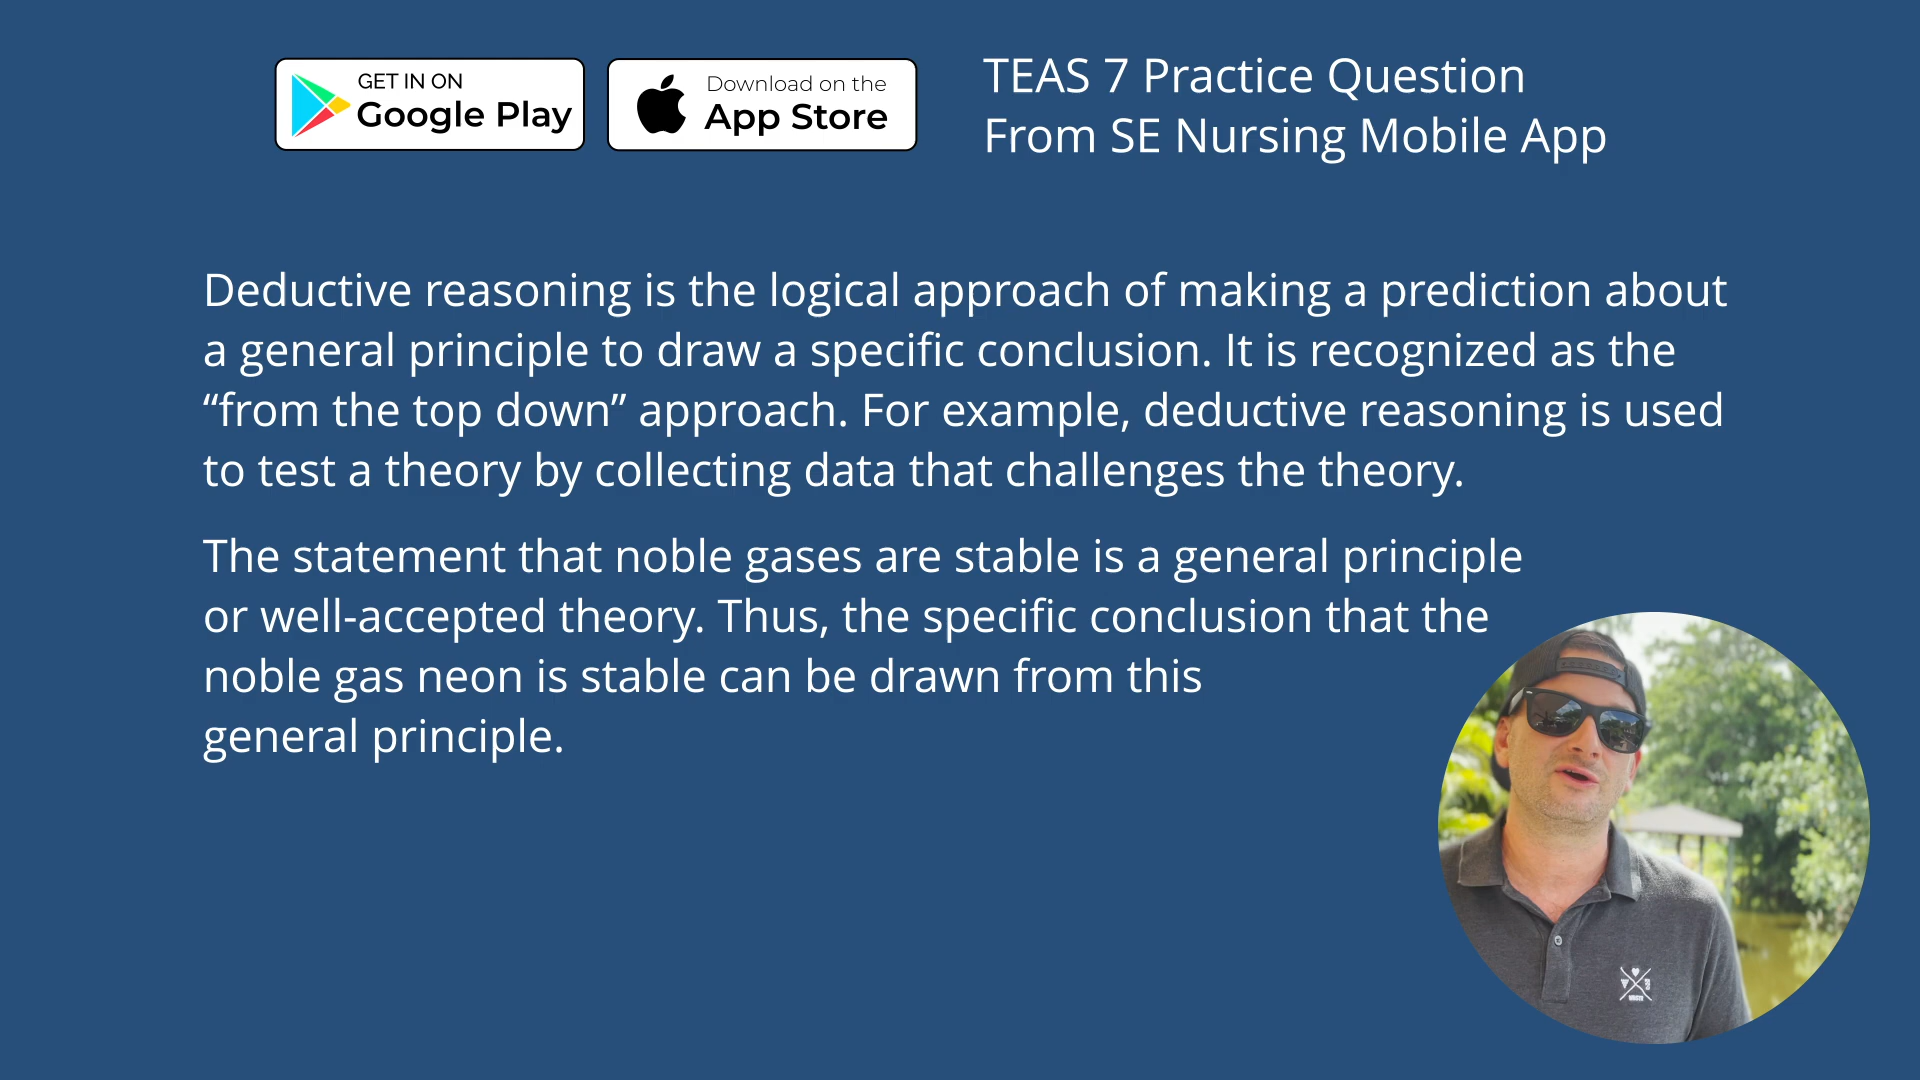 GET IN ON
Google Play
Download on the
App Store
TEAS 7 Practice Question
From SE Nursing Mobile App
Deductive reasoning is the logical approach of making a prediction about
a general principle to draw a specific conclusion. It is recognized as the
“from the top down” approach. For example, deductive reasoning is used
to test a theory by collecting data that challenges the theory.
The statement that noble gases are stable is a general principle
or well-accepted theory. Thus, the specific conclusion that the
noble gas neon is stable can be drawn from this
general principle.